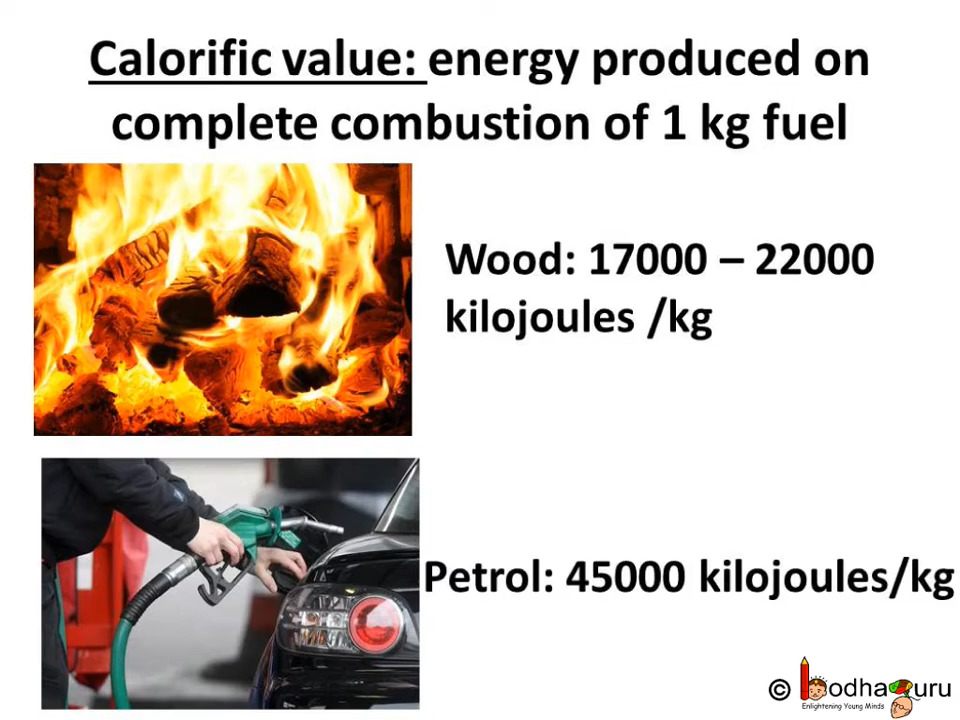 Calorific value: energy produced on
complete combustion of 1 kg fuel
Wood: 17000 – 22000
kilojoules /kg
Petrol: 45000 kilojoules/kg
© BodhaGuru
Enlightening Young Minds